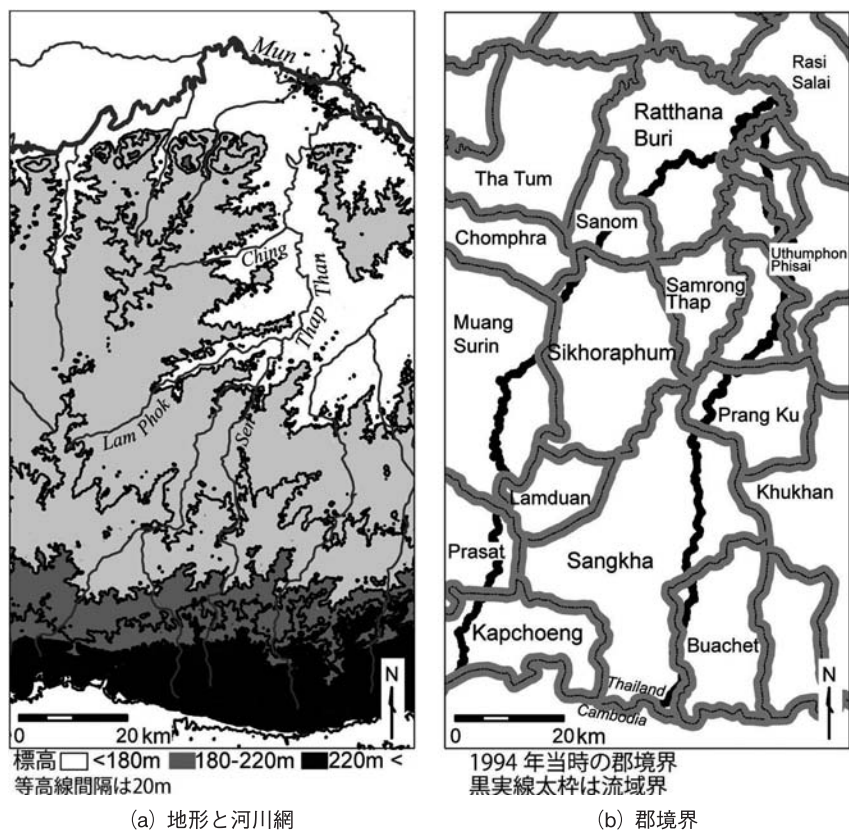 Mun
Ching
Thap Than
Lam Phok
Sen
N
0
20 km
標高 <180m 180-220m 220m <
等高線間隔は20m
(a) 地形と河川網
Rasi
Salai
Ratthana
Buri
Tha Tum
Sanom
Chomphra
Uthumphon
Phisai
Samrong
Thap
Muang
Surin
Sikhoraphum
Prang Ku
Lamduan
Khukhan
Prasat
Sangkha
Kapchoeng
Buachet
Thailand
Cambodia
N
0
20 km
1994 年当時の郡境界
黒実線太枠は流域界
(b) 郡境界